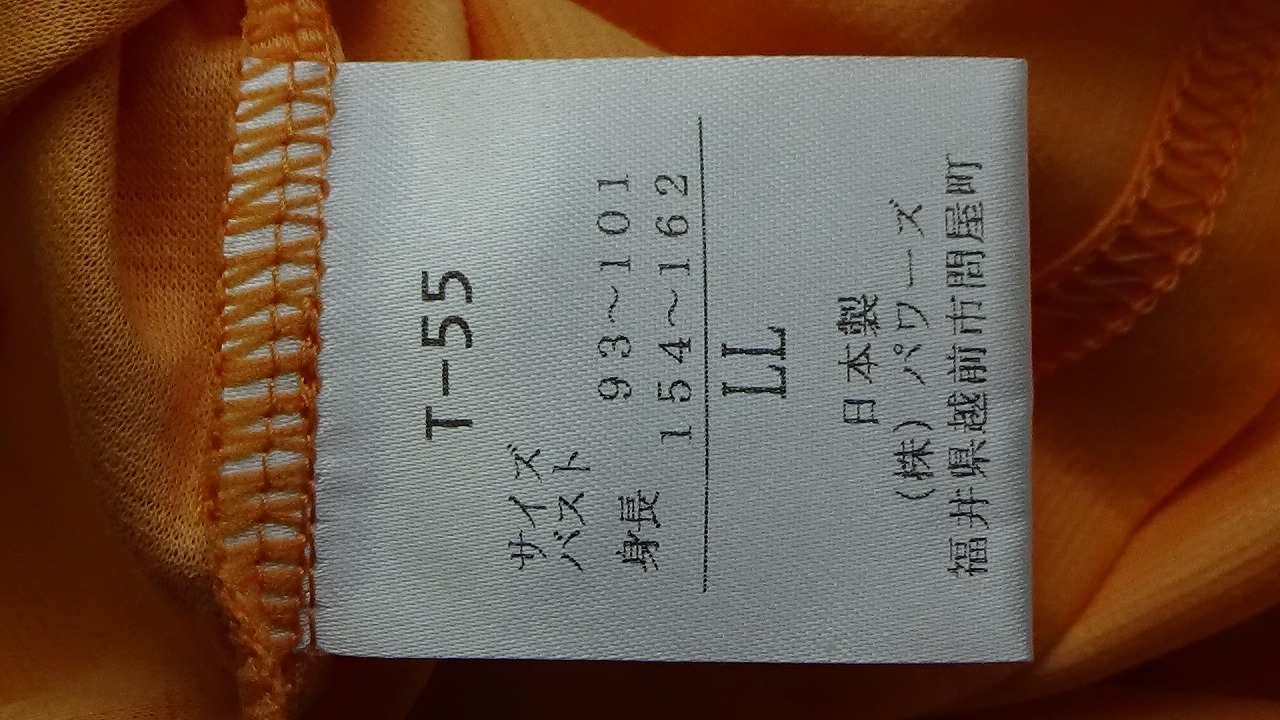 T-55
サイズ
バスト 93〜101
身長 154〜162
LL
日本製
(株)パワーズ
福井県越前市問屋町